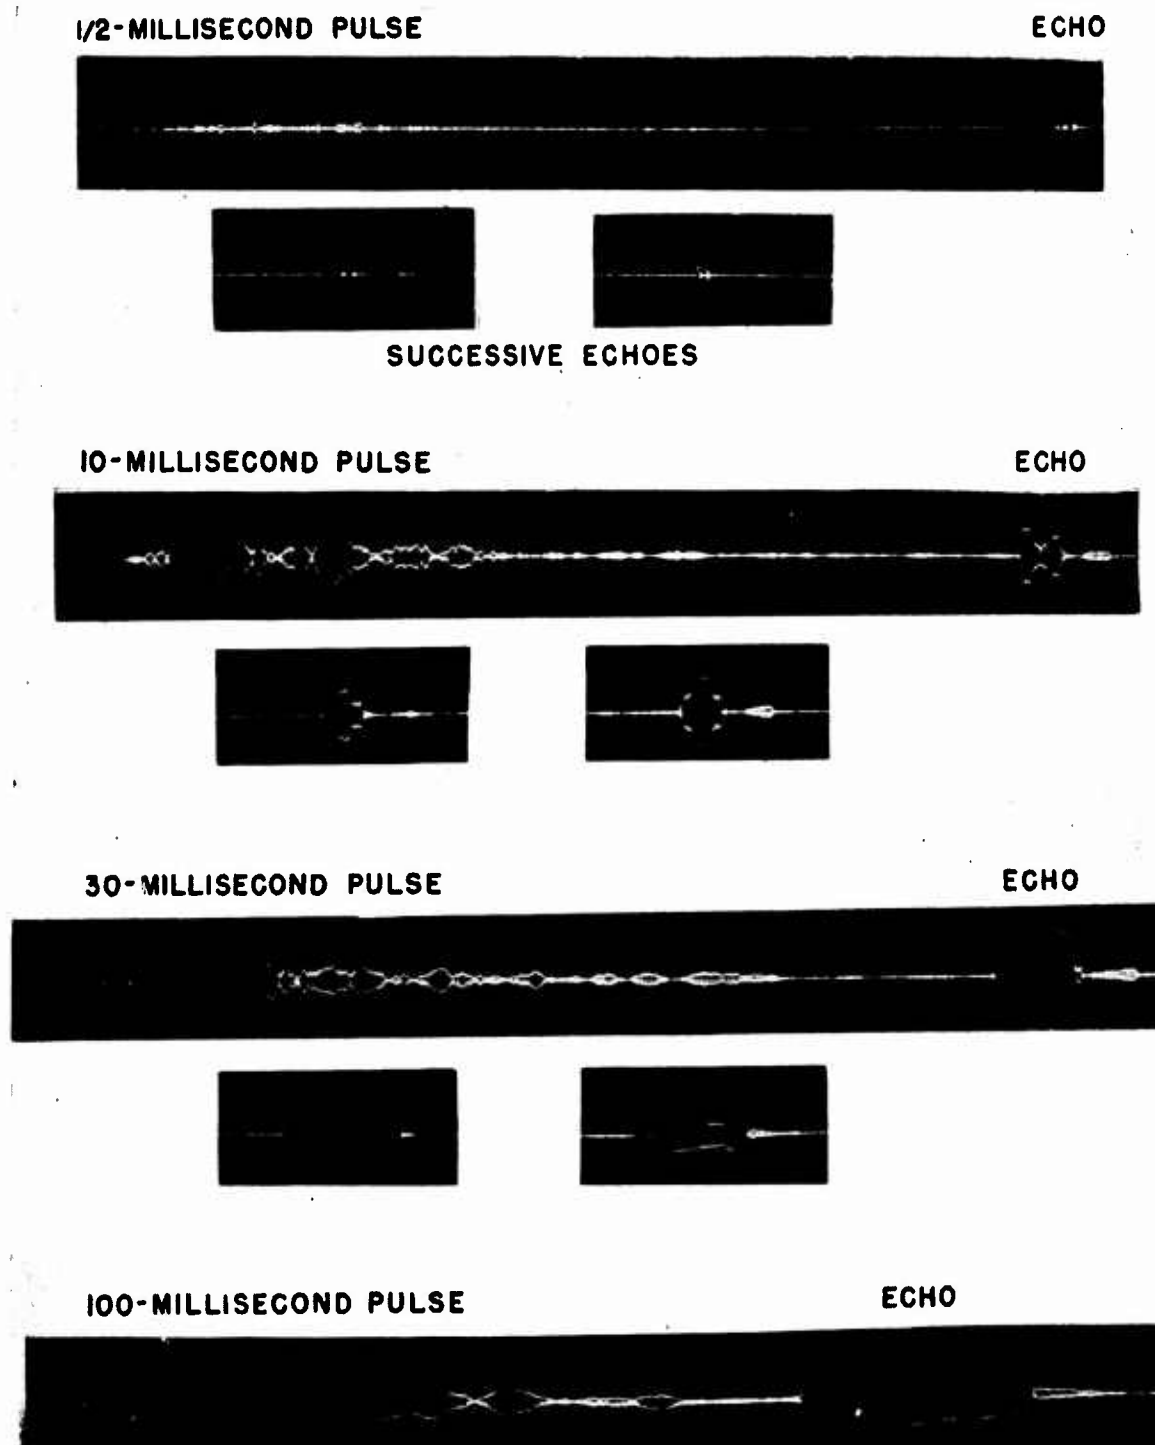 1/2-MILLISECOND PULSE ECHO
SUCCESSIVE ECHOES
10-MILLISECOND PULSE ECHO
30-MILLISECOND PULSE ECHO
100-MILLISECOND PULSE ECHO